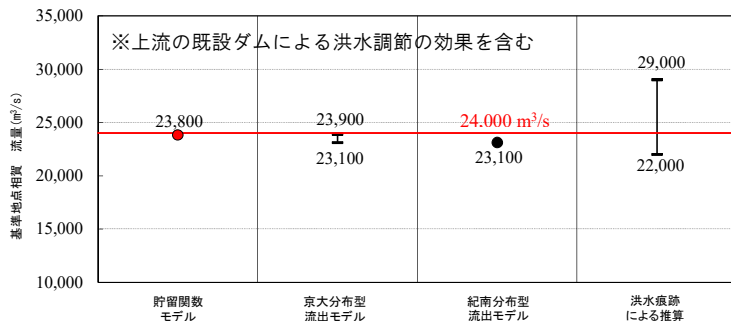 ※上流の既設ダムによる洪水調節の効果を含む
35,000
30,000
25,000
20,000
15,000
10,000
基準地点相賀 流量(m³/s)
23,800
23,900
23,100
24.000 m³/s
23,100
29,000
22,000
貯留関数
モデル
京大分布型
流出モデル
紀南分布型
流出モデル
洪水痕跡
による推算